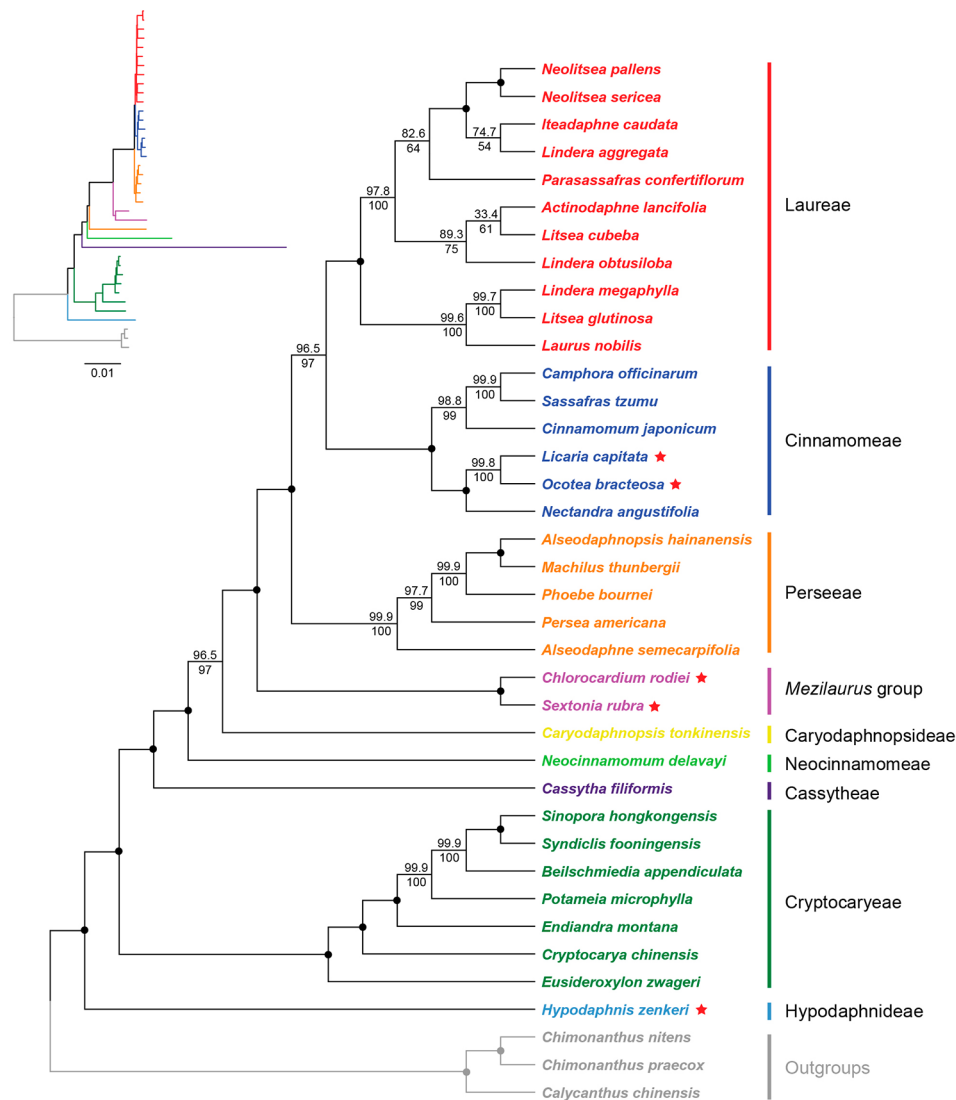 0.01
Neolitsea pallens
Neolitsea sericea
Iteadaphne caudata
Lindera aggregata
Parasassafras confertiflorum
Actinodaphne lancifolia
Litsea cubeba
Lindera obtusiloba
Lindera megaphylla
Litsea glutinosa
Laurus nobilis
Camphora officinarum
Sassafras tzumu
Cinnamomum japonicum
Licaria capitata
Ocotea bracteosa
Nectandra angustifolia
Alseodaphnopsis hainanensis
Machilus thunbergii
Phoebe bournei
Persea americana
Alseodaphne semecarpifolia
Chlorocardium rodiei
Sextonia rubra
Caryodaphnopsis tonkinensis
Neocinnamomum delavayi
Cassytha filiformis
Sinopora hongkongensis
Syndiclis fooningensis
Beilschmiedia appendiculata
Potameia microphylla
Endiandra montana
Cryptocarya chinensis
Eusideroxylon zwageri
Hypodaphnis zenkeri
Chimonanthus nitens
Chimonanthus praecox
Calycanthus chinensis
Laureae
Cinnamomeae
Perseeae
Mezilaurus group
Caryodaphnopsideae
Neocinnamomeae
Cassytheae
Cryptocaryeae
Hypodaphnideae
Outgroups
74.7
54
82.6
64
97.8
100
33.4
61
89.3
75
99.7
100
99.6
100
96.5
97
99.9
100
98.8
99
99.8
100
99.9
100
97.7
99
99.9
100
96.5
97
99.9
100
99.9
100